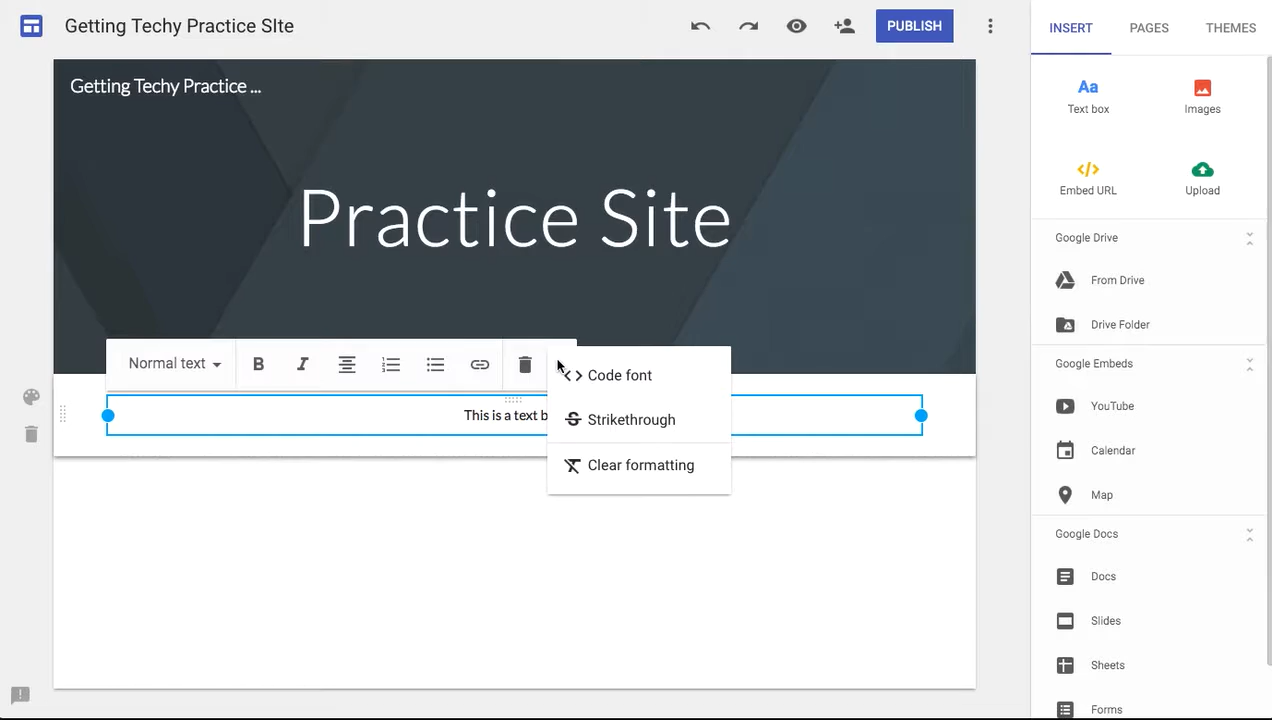 Getting Techy Practice SIte
PUBLISH
INSERT
PAGES
THEMES
Getting Techy Practice ...
Practice Site
Aa
Text box
Images
Embed URL
Upload
Google Drive
From Drive
Drive Folder
Google Embeds
YouTube
Calendar
Map
Google Docs
Docs
Slides
Sheets
Forms
Normal text
B
I
This is a text b
Code font
Strikethrough
Clear formatting